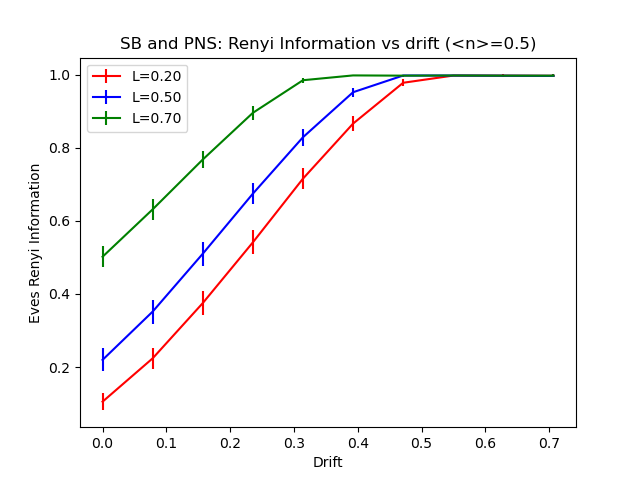 SB and PNS: Renyi Information vs drift (<n>=0.5)
L=0.20
L=0.50
L=0.70
Eves Renyi Information
1.0
0.8
0.6
0.4
0.2
0.0 0.1 0.2 0.3 0.4 0.5 0.6 0.7
Drift